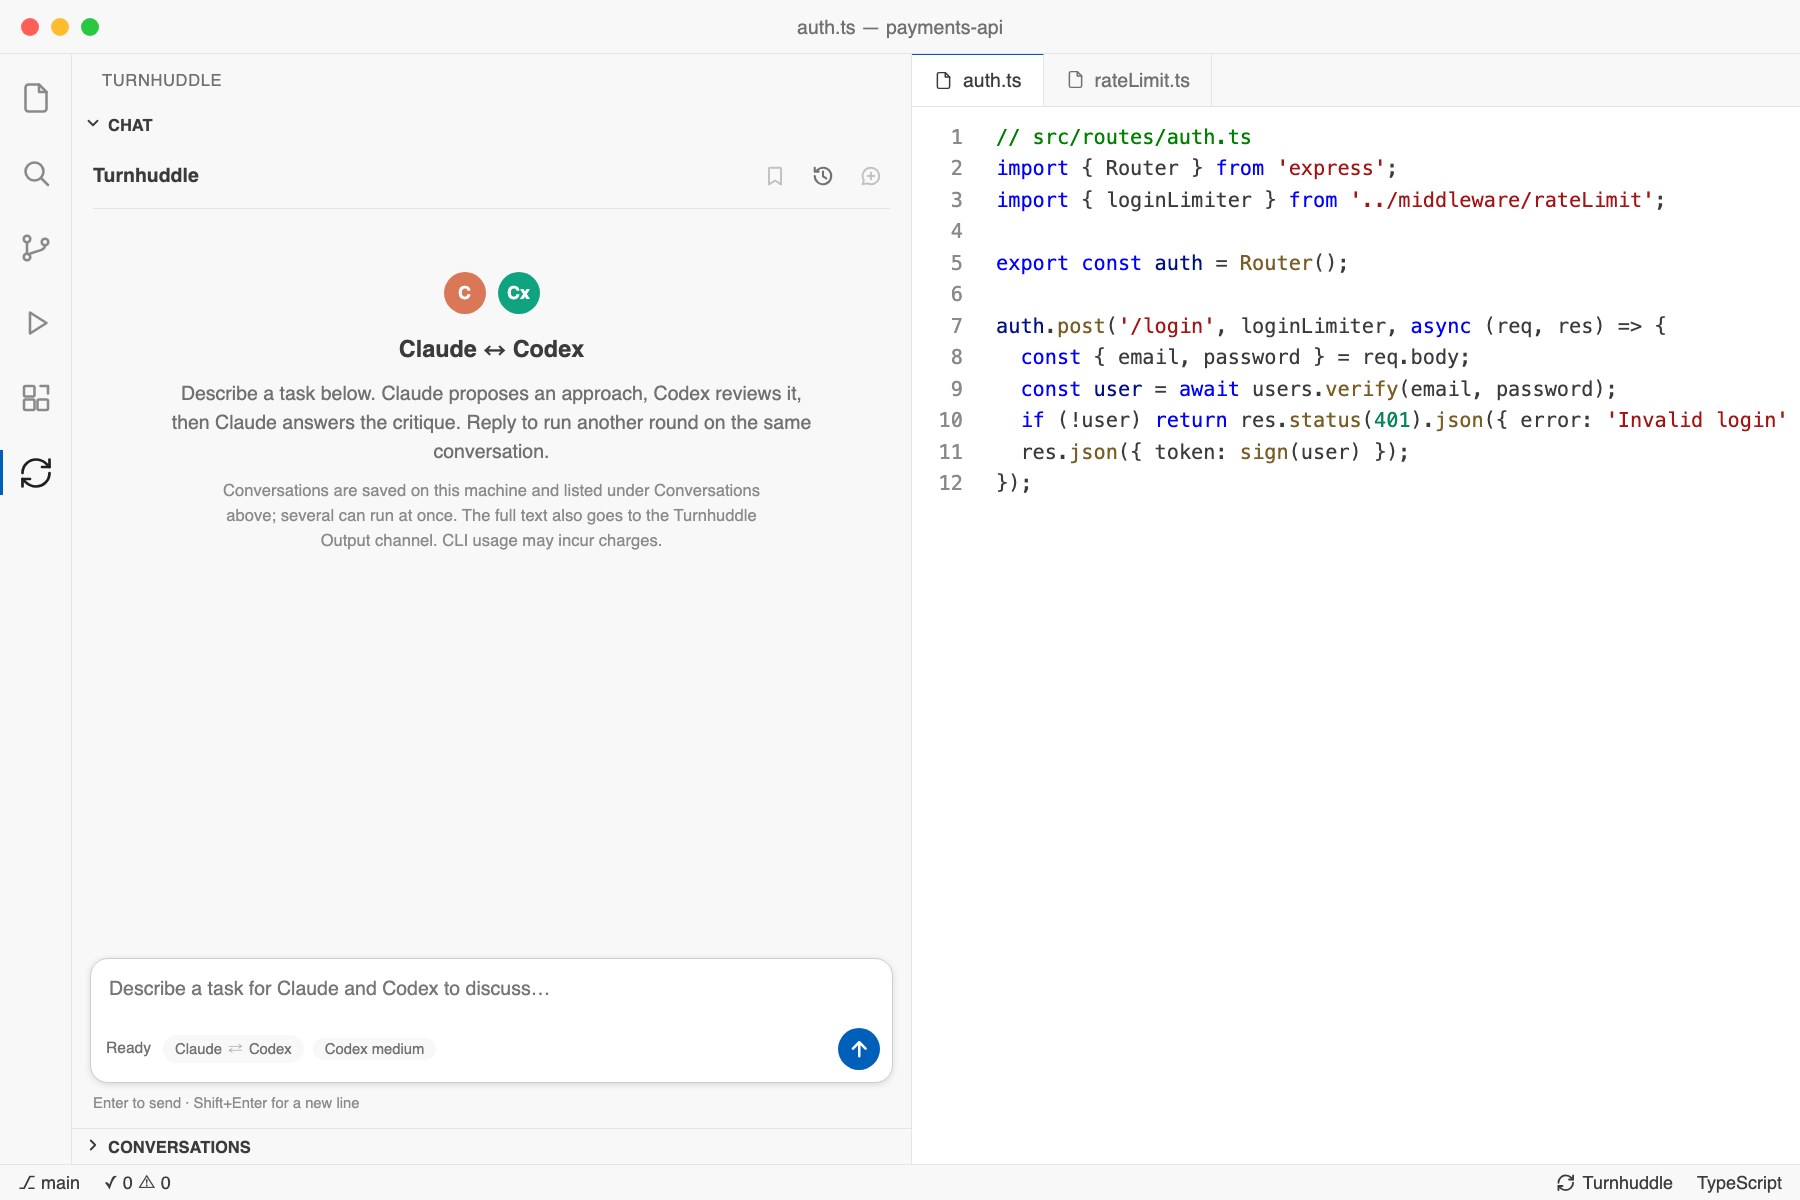 auth.ts — payments-api
TURNHUDDLE
CHAT
Turnhuddle
C Cx
Claude ↔ Codex
Describe a task below. Claude proposes an approach, Codex reviews it,
then Claude answers the critique. Reply to run another round on the same
conversation.
Conversations are saved on this machine and listed under Conversations
above; several can run at once. The full text also goes to the Turnhuddle
Output channel. CLI usage may incur charges.
Describe a task for Claude and Codex to discuss…
Ready Claude ⇄ Codex Codex medium
Enter to send · Shift+Enter for a new line
CONVERSATIONS
auth.ts rateLimit.ts
1 // src/routes/auth.ts
2 import { Router } from 'express';
3 import { loginLimiter } from '../middleware/rateLimit';
4
5 export const auth = Router();
6
7 auth.post('/login', loginLimiter, async (req, res) => {
8   const { email, password } = req.body;
9   const user = await users.verify(email, password);
10   if (!user) return res.status(401).json({ error: 'Invalid login'
11   res.json({ token: sign(user) });
12 });
main ✓ 0 ⚠ 0
Turnhuddle TypeScript